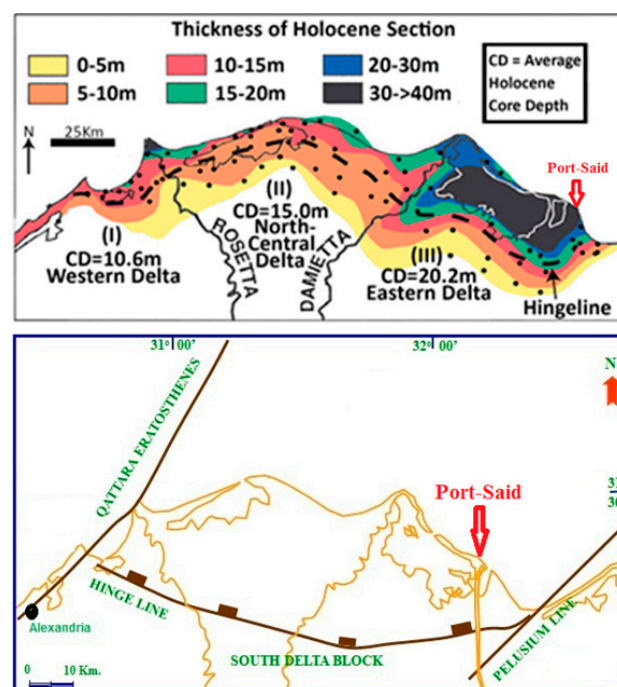 Thickness of Holocene Section
0-5m
10-15m
20-30m
5-10m
15-20m
30->40m
CD = Average
Holocene
Core Depth
N
25Km
Port-Said
(I)
CD=10.6m
Western Delta
(II)
CD=15.0m
North-
Central
Delta
ROSETTA
DAMIETTA
(III)
CD=20.2m
Eastern Delta
Hingeline
31° 00'
32° 00'
N
QATTARA ERATOSTHENES
Port-Said
HINGE LINE
Alexandria
SOUTH DELTA BLOCK
PELUSIUM LINE
0 10 Km.